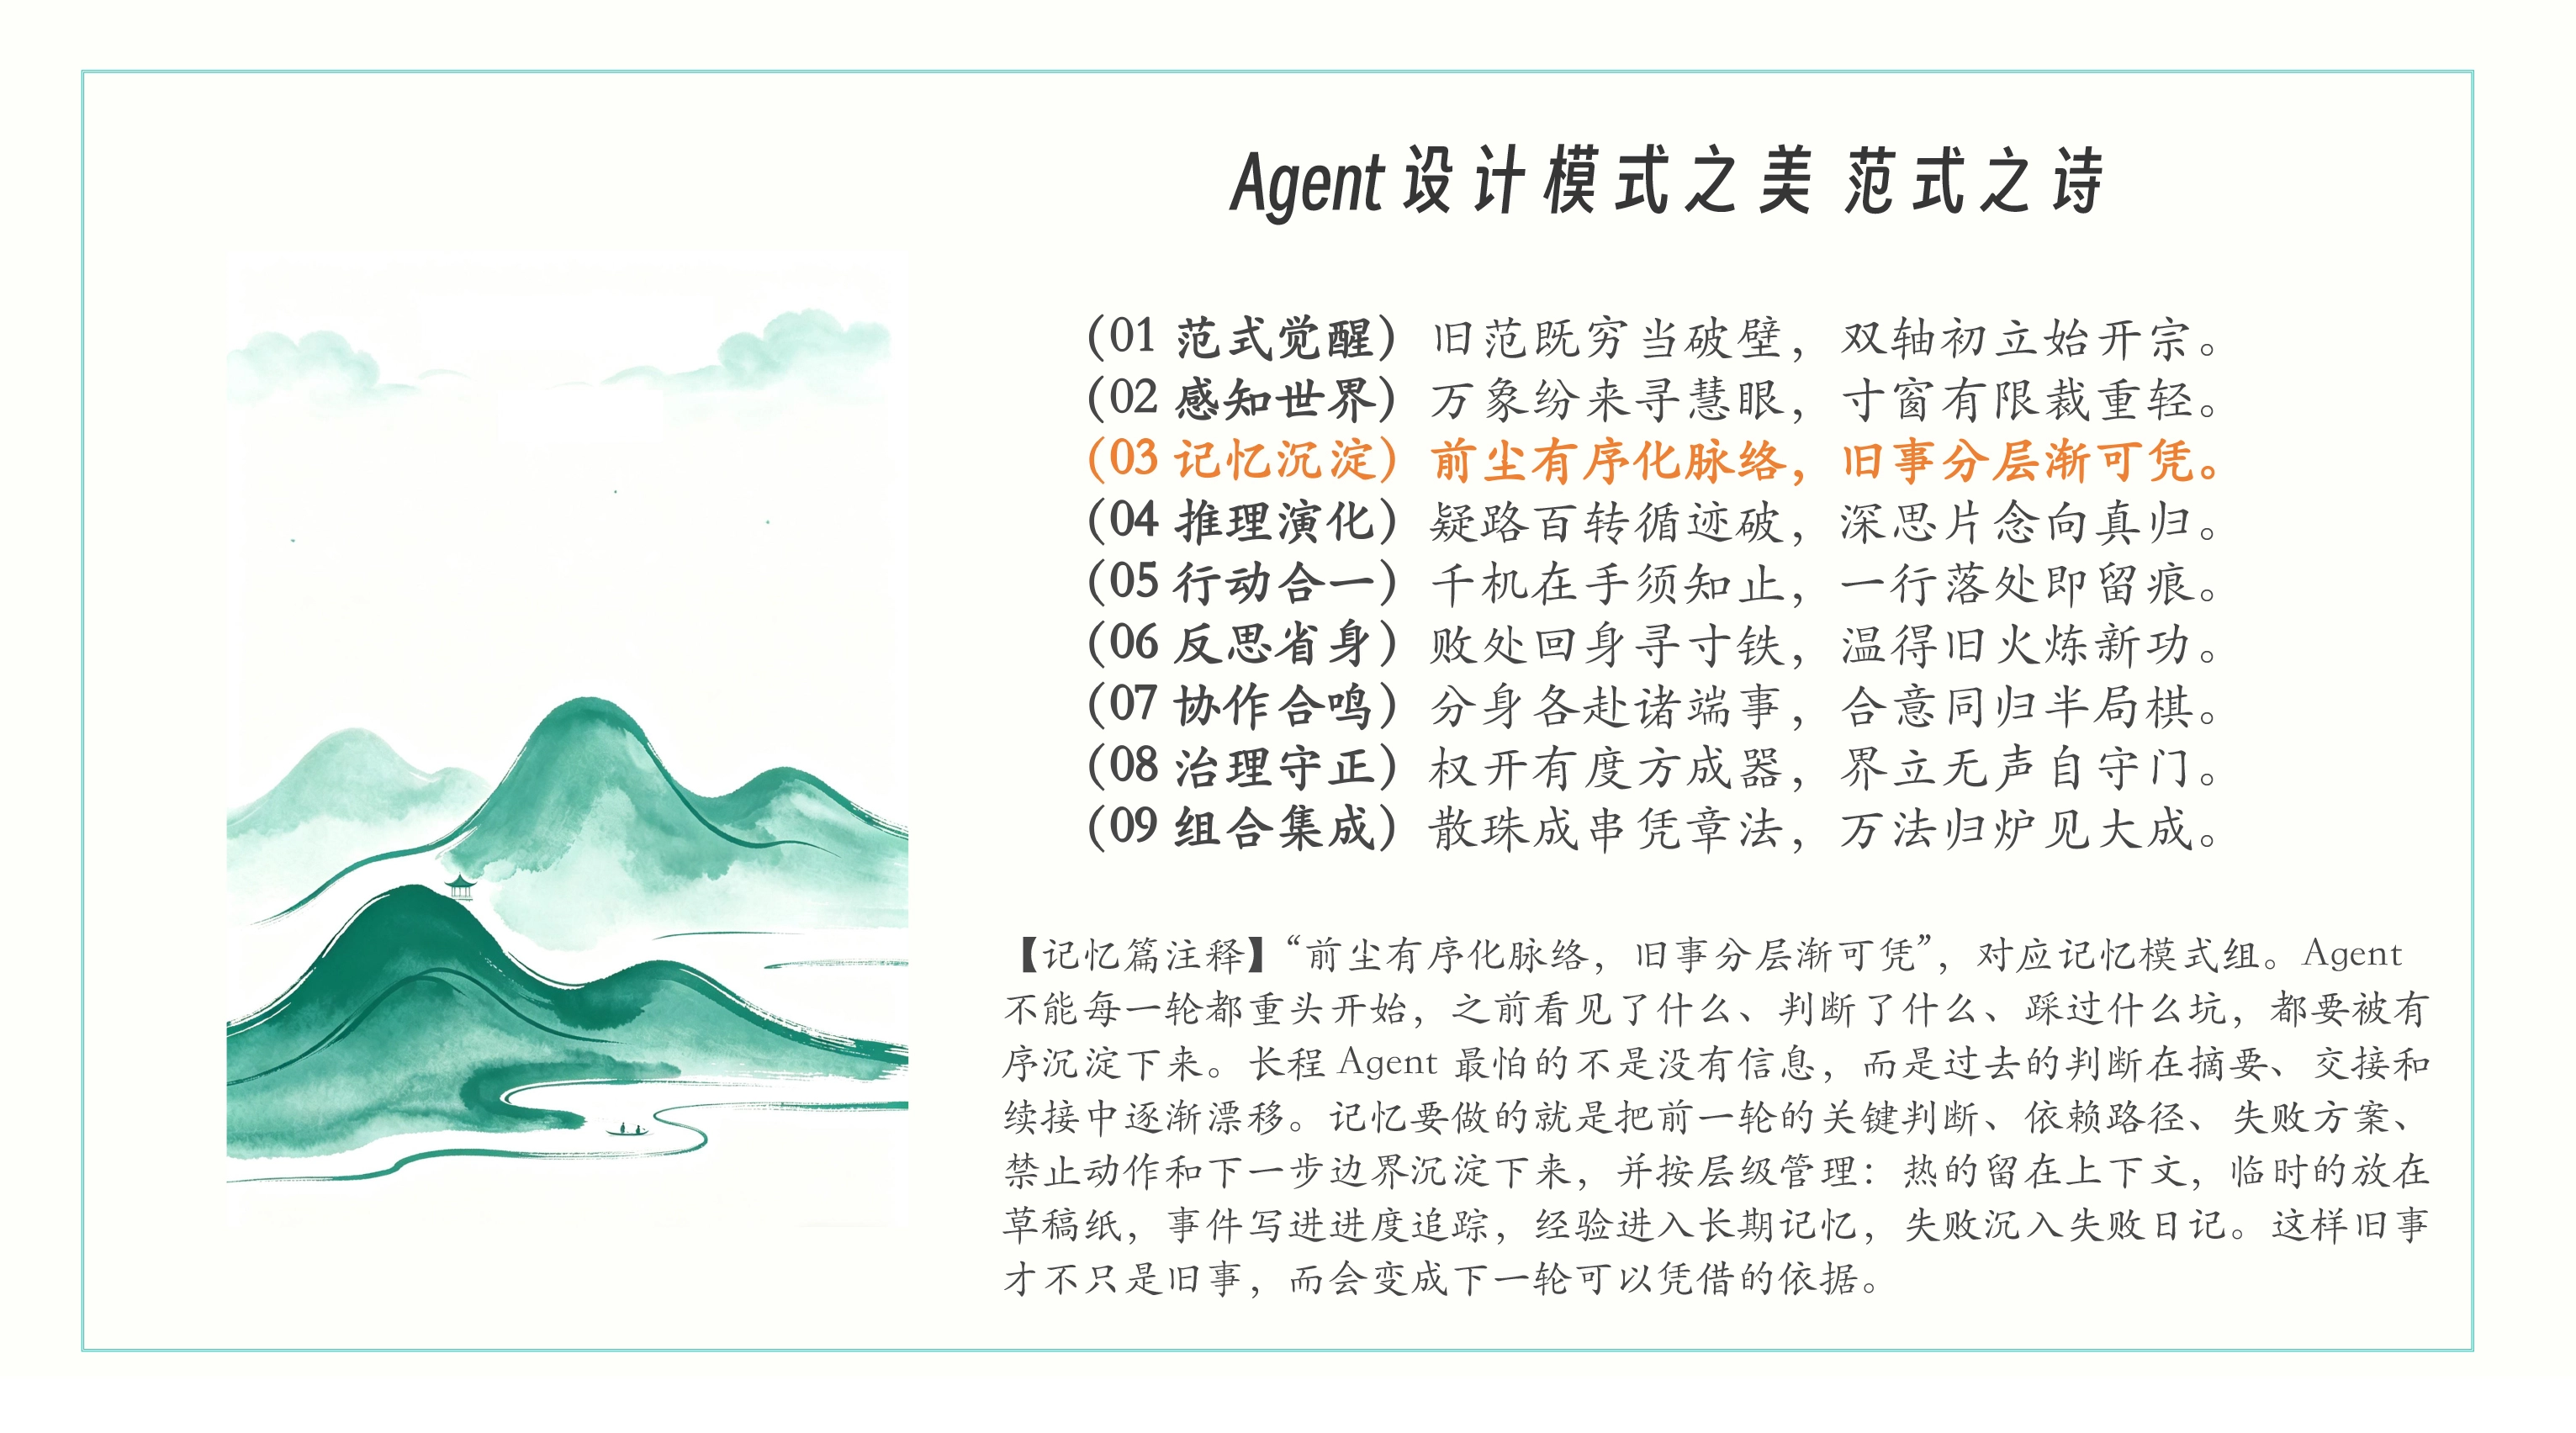 Agent 设计模式之美 范式之诗
（01 范式觉醒）旧范既穷当破壁，双轴初立始开宗。
（02 感知世界）万象纷来寻慧眼，寸窗有限裁重轻。
（03 记忆沉淀）前尘有序化脉络，旧事分层渐可凭。
（04 推理演化）疑路百转循迹破，深思片念向真归。
（05 行动合一）千机在手须知止，一行落处即留痕。
（06 反思省身）败处回身寻寸铁，温得旧火炼新功。
（07 协作合鸣）分身各赴诸端事，合意同归半局棋。
（08 治理守正）权开有度方成器，界立无声自守门。
（09 组合集成）散珠成串凭章法，万法归炉见大成。
【记忆篇注释】“前尘有序化脉络，旧事分层渐可凭”，对应记忆模式组。Agent
不能每一轮都重头开始，之前看见了什么、判断了什么、踩过什么坑，都要被有
序沉淀下来。长程 Agent 最怕的不是没有信息，而是过去的判断在摘要、交接和
续接中逐渐漂移。记忆要做的就是把前一轮的关键判断、依赖路径、失败方案、
禁止动作和下一步边界沉淀下来，并按层级管理：热的留在上下文，临时的放在
草稿纸，事件写进进度追踪，经验进入长期记忆，失败沉入失败日记。这样旧事
才不只是旧事，而会变成下一轮可以凭借的依据。